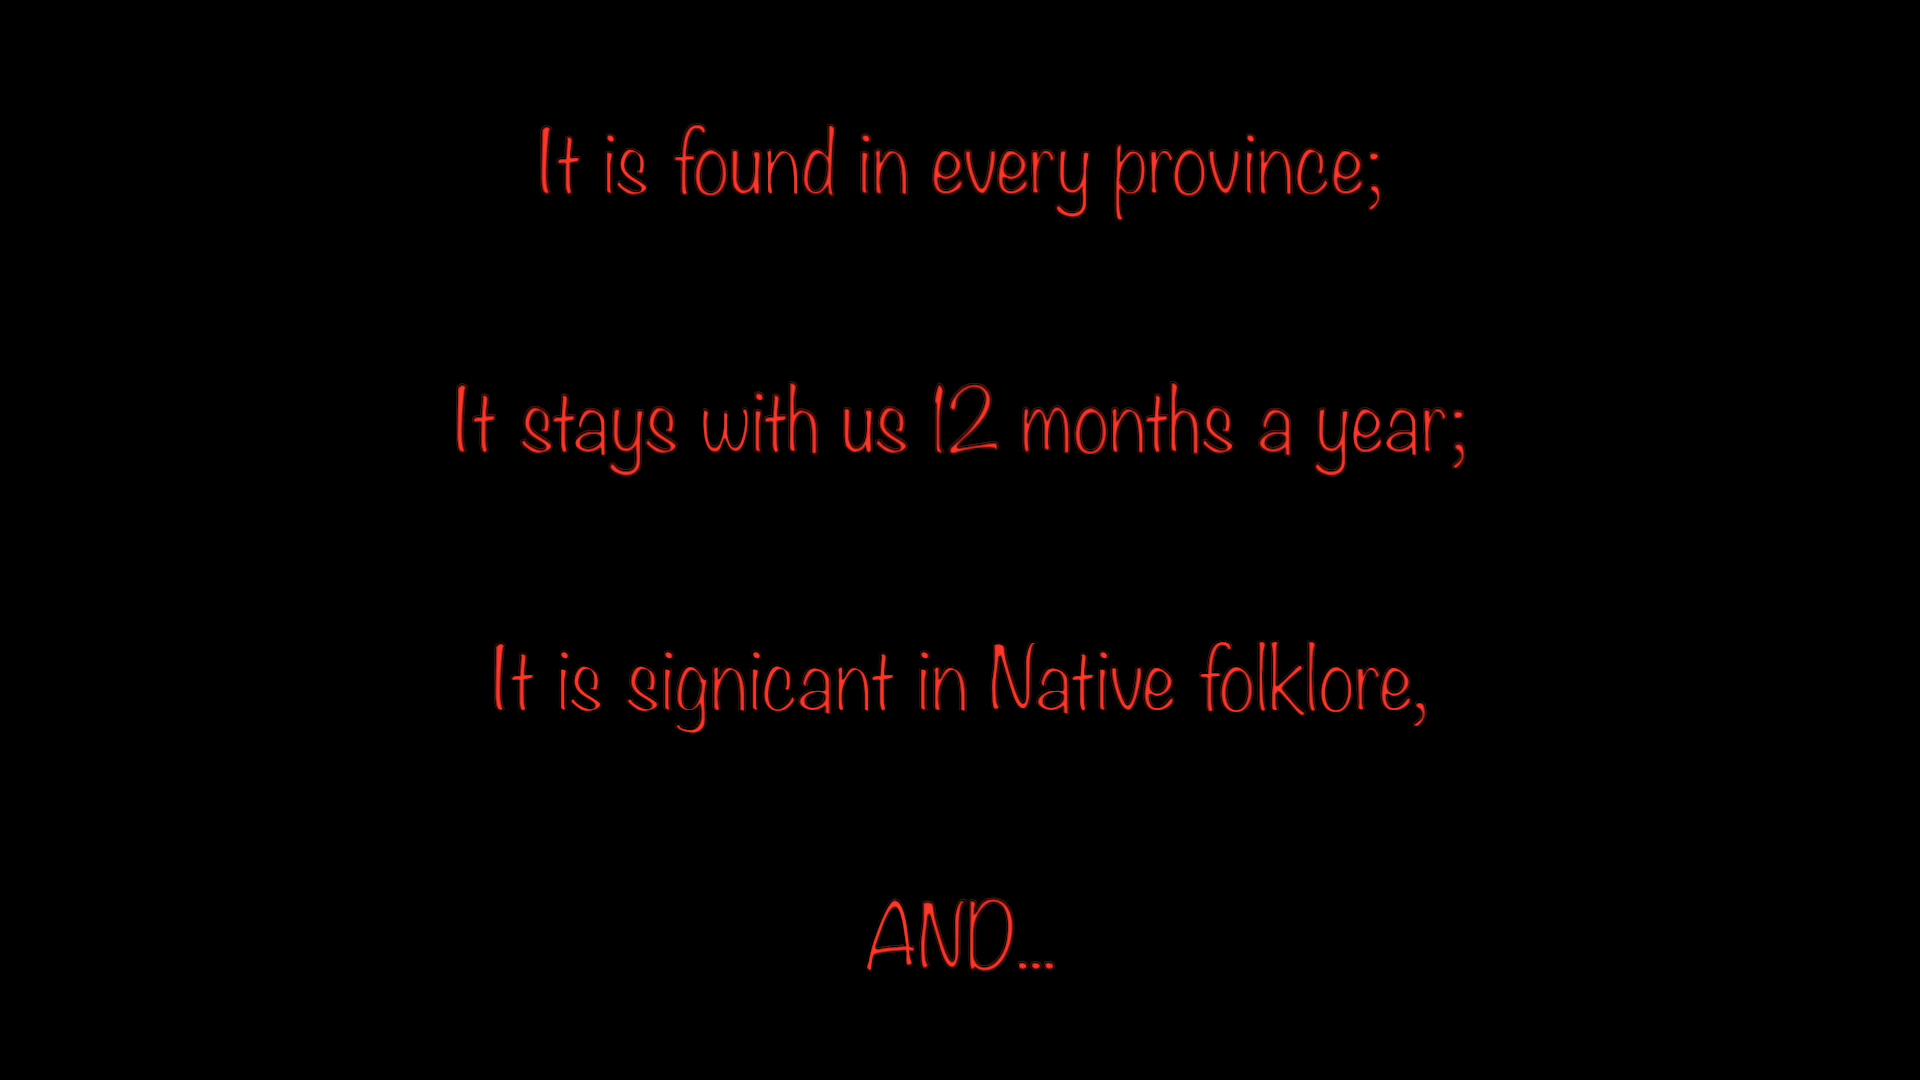 It is found in every province;
It stays with us 12 months a year;
It is signicant in Native folklore,
AND...